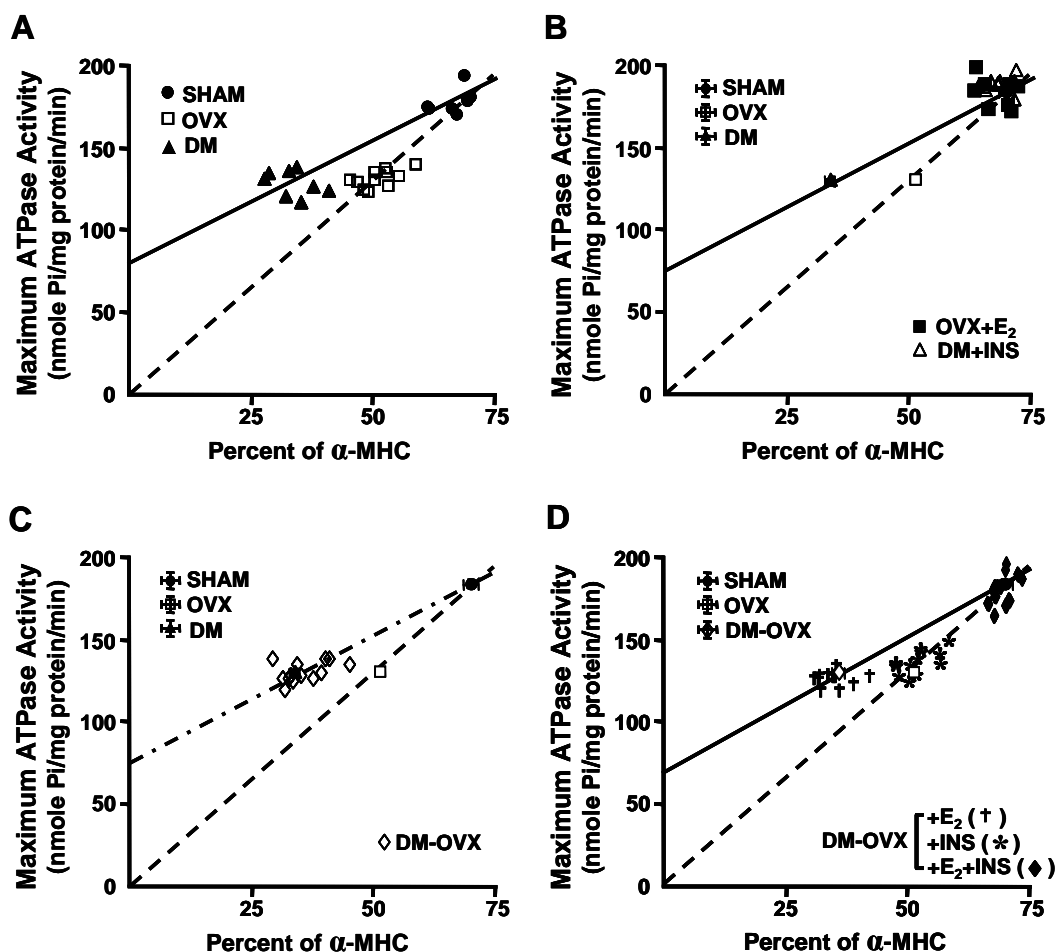 A
Maximum ATPase Activity
(nmole Pi/mg protein/min)
200
150
100
50
0
SHAM
OVX
DM
25
50
75
Percent of α-MHC
B
Maximum ATPase Activity
(nmole Pi/mg protein/min)
200
150
100
50
0
SHAM
OVX
DM
OVX+E₂
DM+INS
25
50
75
Percent of α-MHC
C
Maximum ATPase Activity
(nmole Pi/mg protein/min)
200
150
100
50
0
SHAM
OVX
DM
DM-OVX
25
50
75
Percent of α-MHC
D
Maximum ATPase Activity
(nmole Pi/mg protein/min)
200
150
100
50
0
SHAM
OVX
DM-OVX
DM-OVX
+E₂ (†)
+INS (*)
+E₂+INS (♦)
25
50
75
Percent of α-MHC